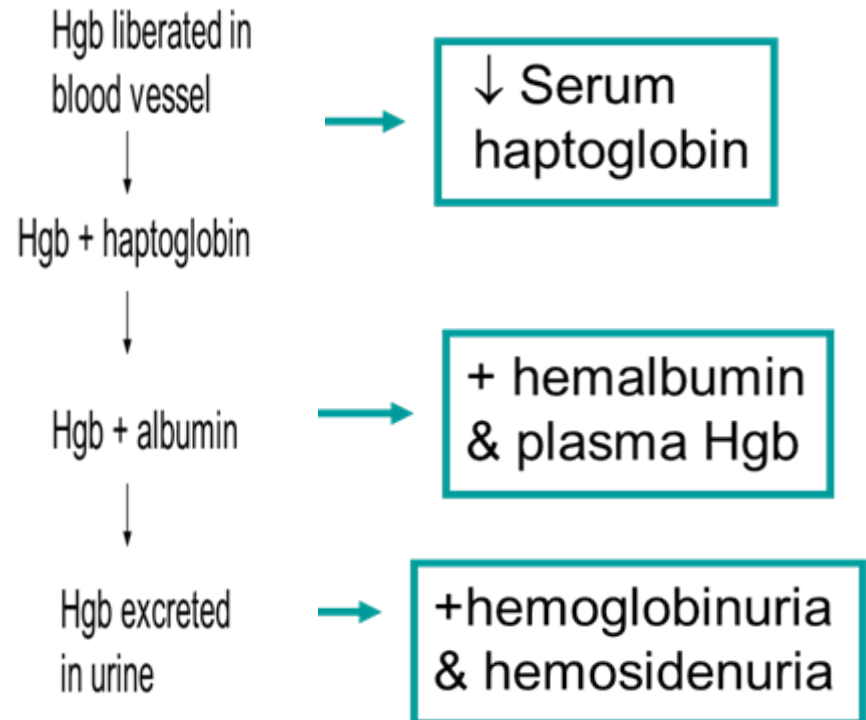 Hgb liberated in
blood vessel
↓ Serum
haptoglobin
Hgb + haptoglobin
+ hemalbumin
& plasma Hgb
Hgb + albumin
+hemoglobinuria
& hemosidenuria
Hgb excreted
in urine